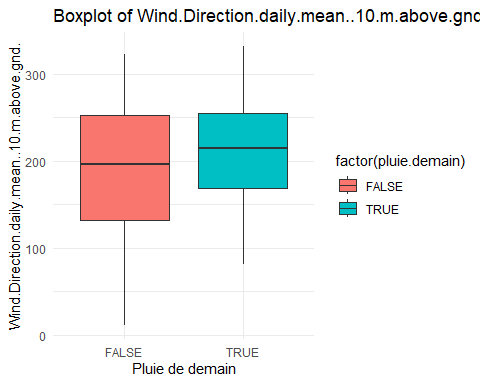 Boxplot of Wind.Direction.daily.mean..10.m.above.gnd
Wind.Direction.daily.mean..10.m.above.gnd.
300
200
100
0
FALSE
TRUE
Pluie de demain
factor(pluie.demain)
FALSE
TRUE